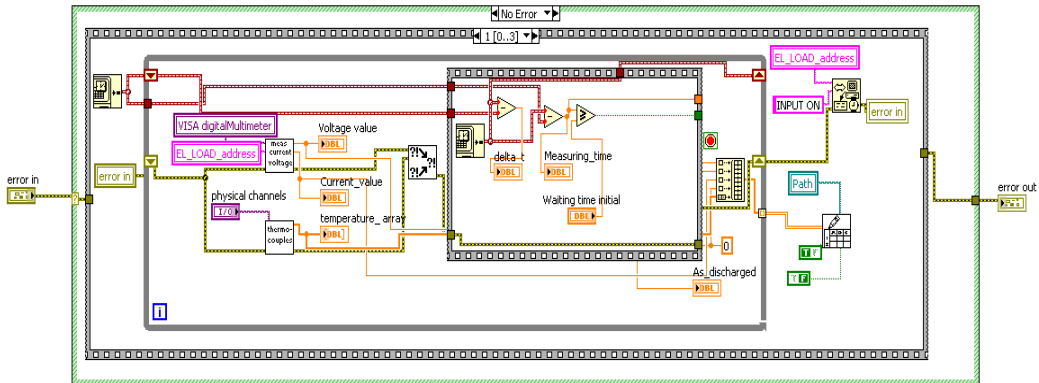 No Error
1 [0..3]
EL_LOAD_address
INPUT ON
error in
VISA digitalMultimeter
EL_LOAD_address
meas
current
voltage
Voltage value
DBL
Current_value
DBL
error in
physical channels
I/O
thermo-
couples
temperature_array
DBL
delta_t
DBL
Measuring_time
DBL
Waiting time initial
DBL
0
As_discharged
DBL
Path
T F
T F
i
error in
error out